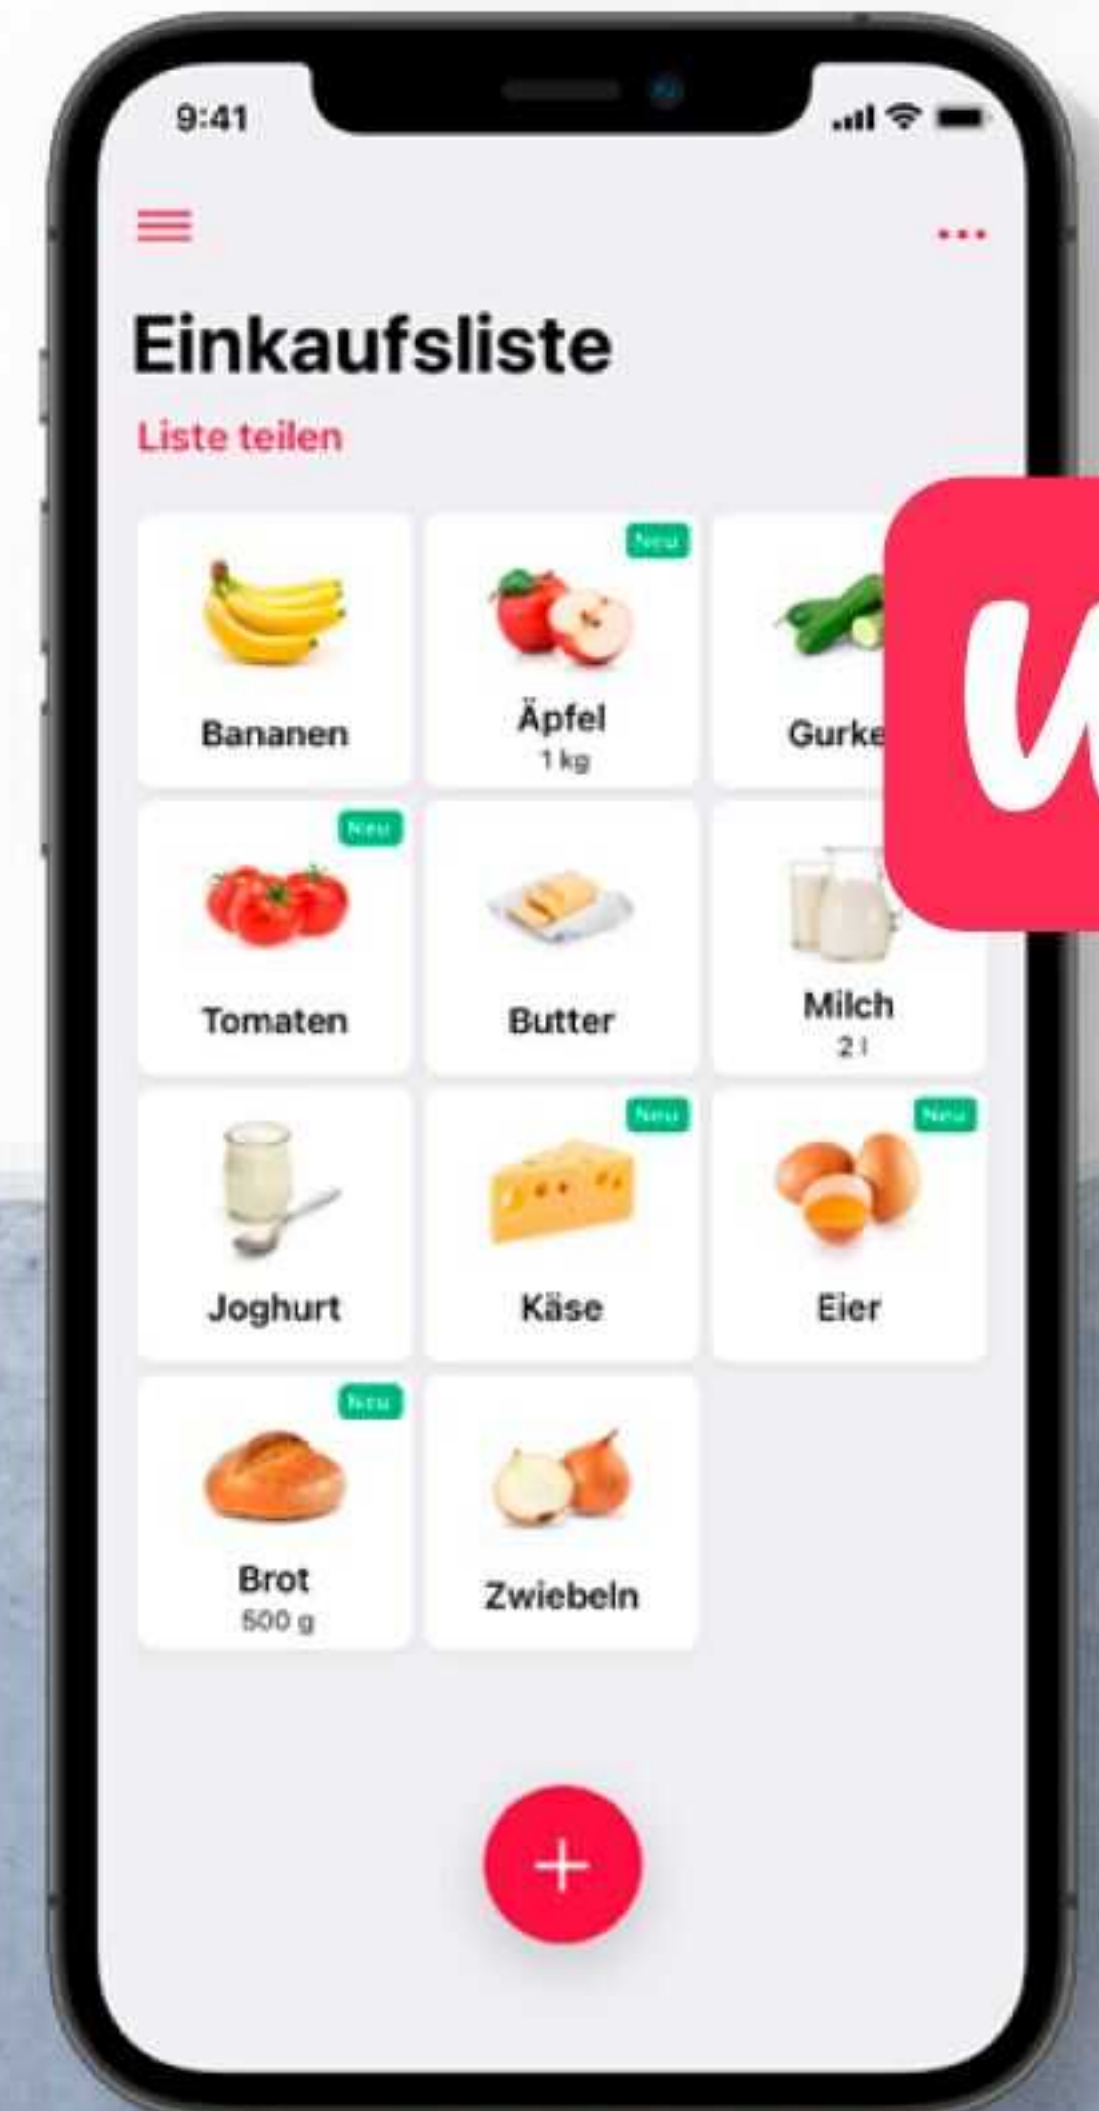 9:41
Einkaufsliste
Liste teilen
Neu
Bananen
Äpfel
1 kg
Gurke
Neu
Tomaten
Butter
Milch
2 l
Neu
Neu
Joghurt
Käse
Eier
Neu
Brot
500 g
Zwiebeln